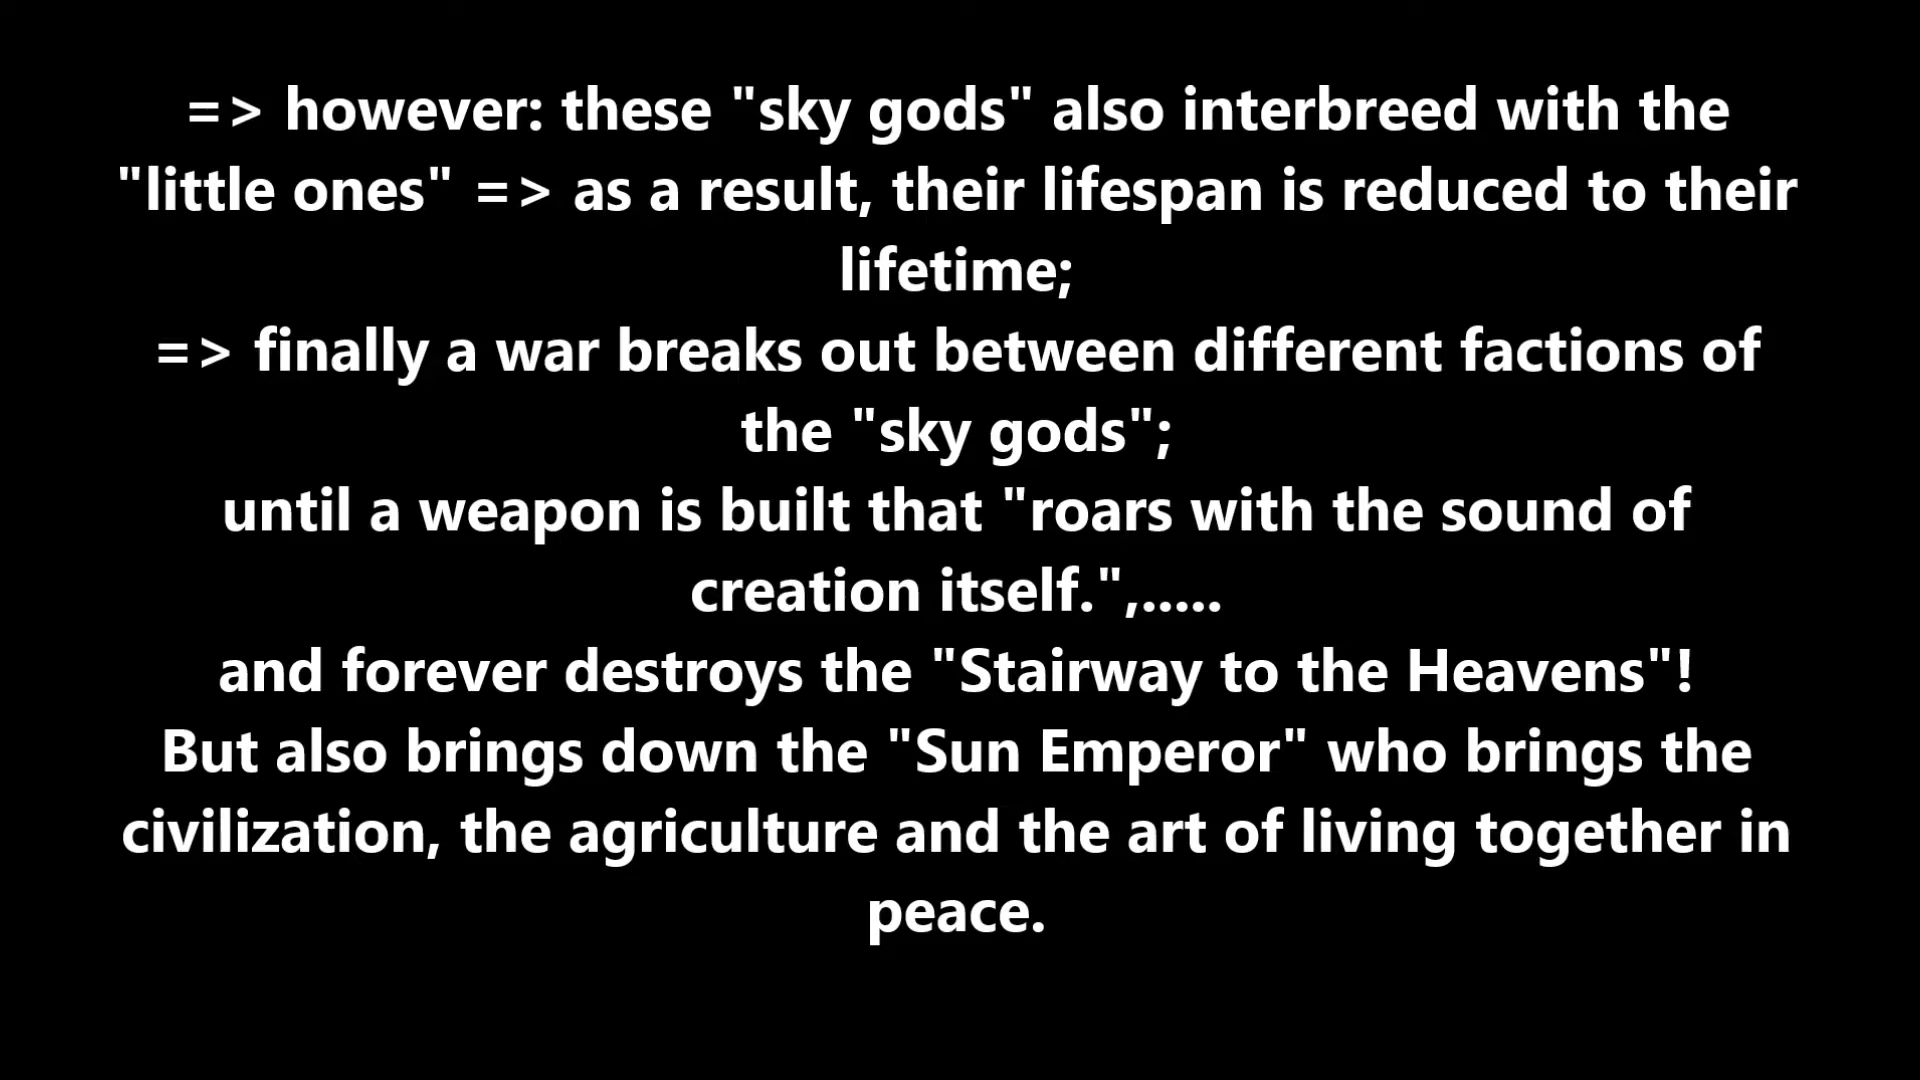 => however: these "sky gods" also interbreed with the
"little ones" => as a result, their lifespan is reduced to their
lifetime;
=> finally a war breaks out between different factions of
the "sky gods";
until a weapon is built that "roars with the sound of
creation itself.",.....
and forever destroys the "Stairway to the Heavens"!
But also brings down the "Sun Emperor" who brings the
civilization, the agriculture and the art of living together in
peace.